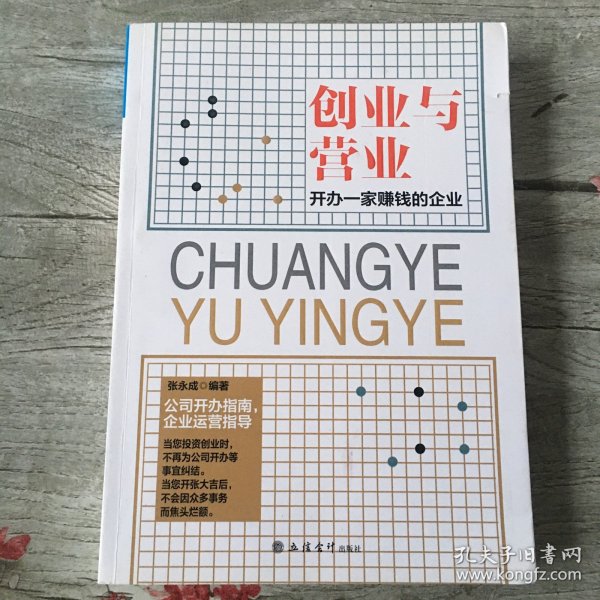 创业与
营业
开办一家赚钱的企业
CHUANGYE
YU YINGYE
张永成◎编著
公司开办指南，
企业运营指导
当您投资创业时，
不再为公司开办等
事宜纠结。
当您开张大吉后，
不会因众多事务
而焦头烂额。
立信会计出版社
孔夫子旧书网
www.kongfz.com